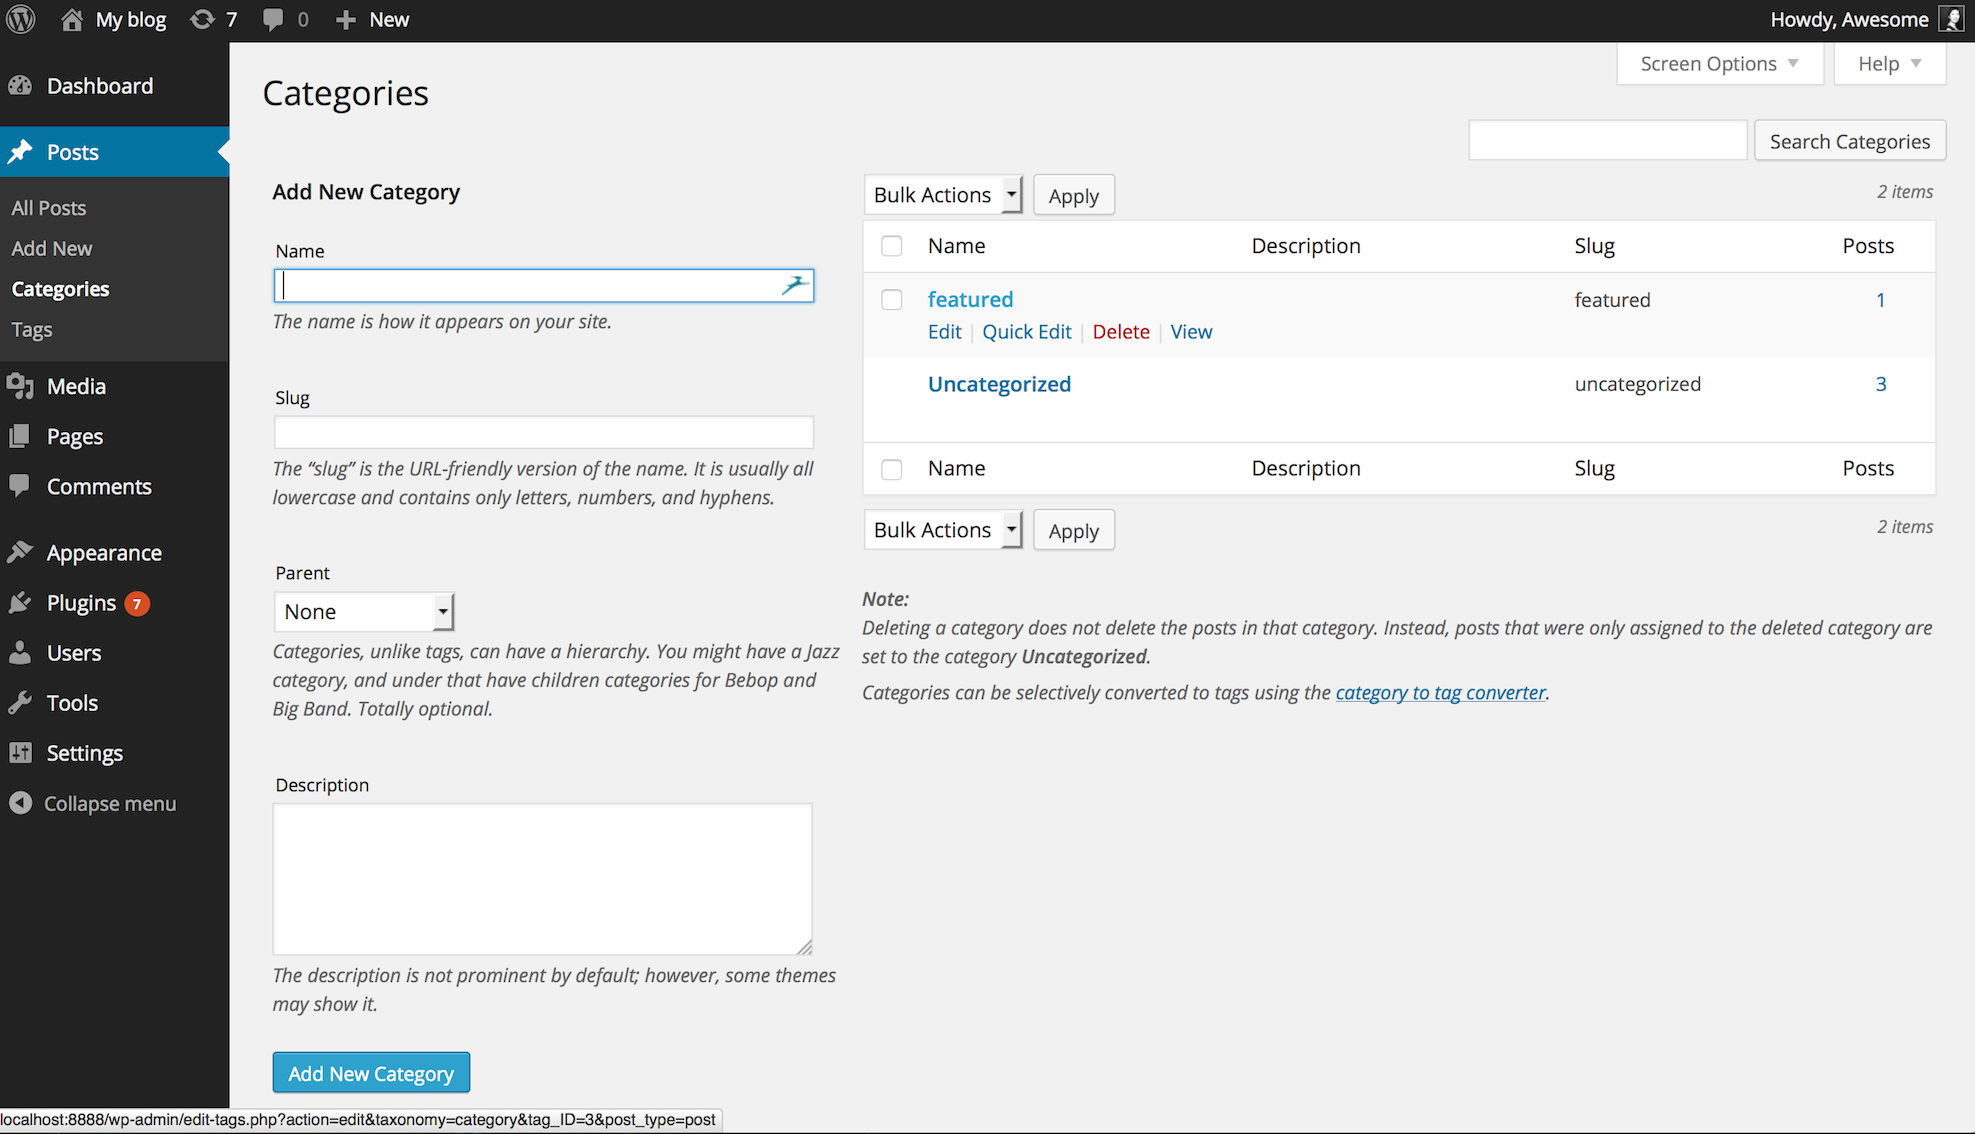 My blog 7 0 New Howdy, Awesome
Dashboard
Posts
All Posts
Add New
Categories
Tags
Media
Pages
Comments
Appearance
Plugins 7
Users
Tools
Settings
Collapse menu
Screen Options Help
Categories
Search Categories
Add New Category
Name
The name is how it appears on your site.
Slug
The “slug” is the URL-friendly version of the name. It is usually all
lowercase and contains only letters, numbers, and hyphens.
Parent
None
Categories, unlike tags, can have a hierarchy. You might have a Jazz
category, and under that have children categories for Bebop and
Big Band. Totally optional.
Description
The description is not prominent by default; however, some themes
may show it.
Add New Category
Bulk Actions Apply 2 items
Name Description Slug Posts
featured featured 1
Edit | Quick Edit | Delete | View
Uncategorized uncategorized 3
Name Description Slug Posts
Bulk Actions Apply 2 items
Note:
Deleting a category does not delete the posts in that category. Instead, posts that were only assigned to the deleted category are
set to the category Uncategorized.
Categories can be selectively converted to tags using the category to tag converter.
localhost:8888/wp-admin/edit-tags.php?action=edit&taxonomy=category&tag_ID=3&post_type=post